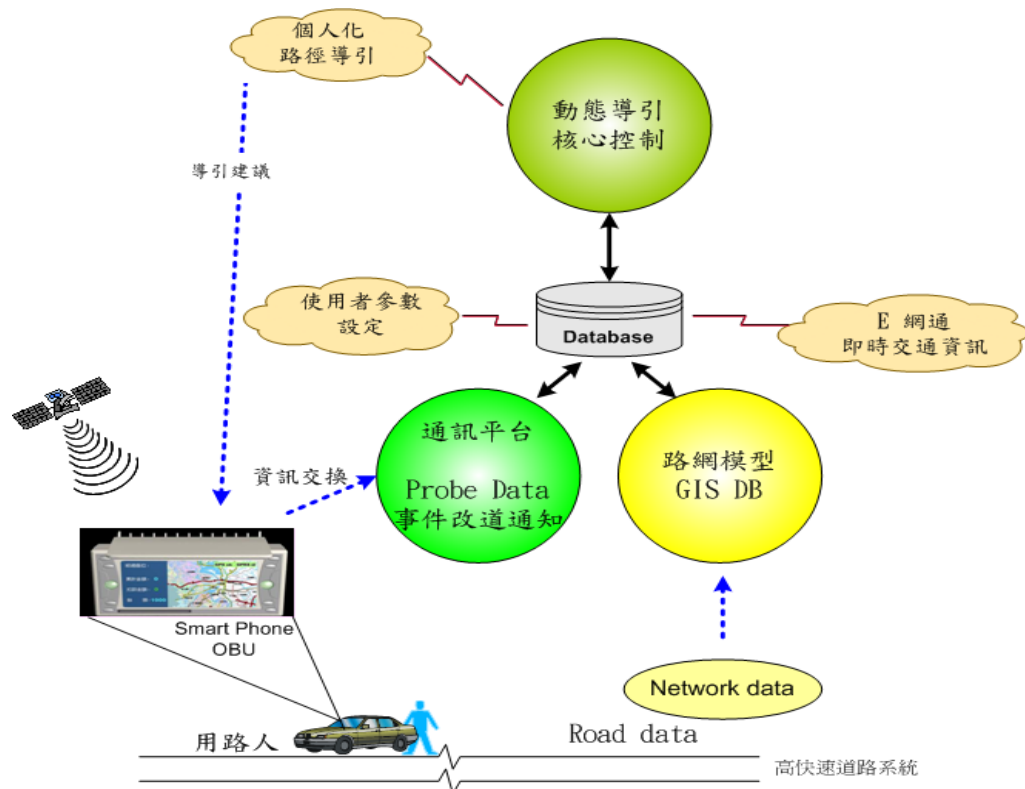 個人化
路徑導引
動態導引
核心控制
導引建議
使用者參數
設定
Database
E 網通
即時交通資訊
通訊平台
Probe Data
事件改道通知
路網模型
GIS DB
資訊交換
Smart Phone
OBU
Network data
用路人
Road data
高快速道路系統